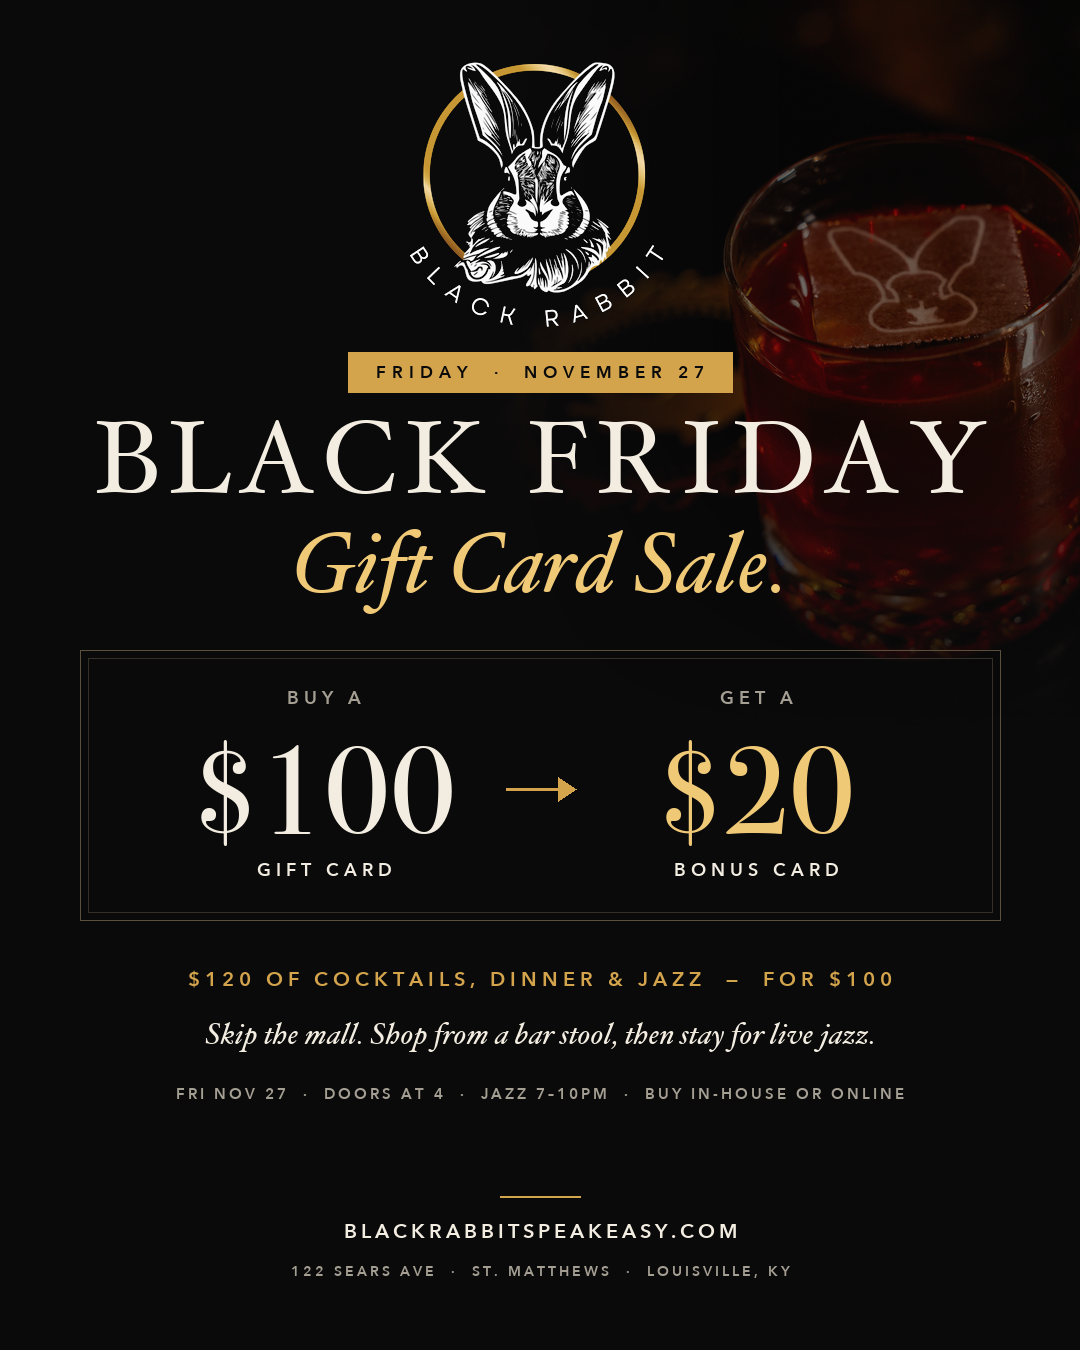 BLACK RABBIT
FRIDAY · NOVEMBER 27
BLACK FRIDAY
Gift Card Sale.
BUY A
$100
GIFT CARD
GET A
$20
BONUS CARD
$120 OF COCKTAILS, DINNER & JAZZ – FOR $100
Skip the mall. Shop from a bar stool, then stay for live jazz.
FRI NOV 27 · DOORS AT 4 · JAZZ 7–10PM · BUY IN-HOUSE OR ONLINE
BLACKRABBITSPEAKEASY.COM
122 SEARS AVE · ST. MATTHEWS · LOUISVILLE, KY